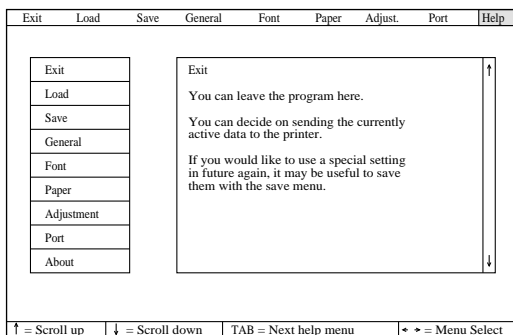 Exit Load Save General Font Paper Adjust. Port Help
Exit
Load
Save
General
Font
Paper
Adjustment
Port
About
Exit ↑
You can leave the program here.
You can decide on sending the currently
active data to the printer.
If you would like to use a special setting
in future again, it may be useful to save
them with the save menu.
↓
↑ = Scroll up ↓ = Scroll down TAB = Next help menu ← → = Menu Select